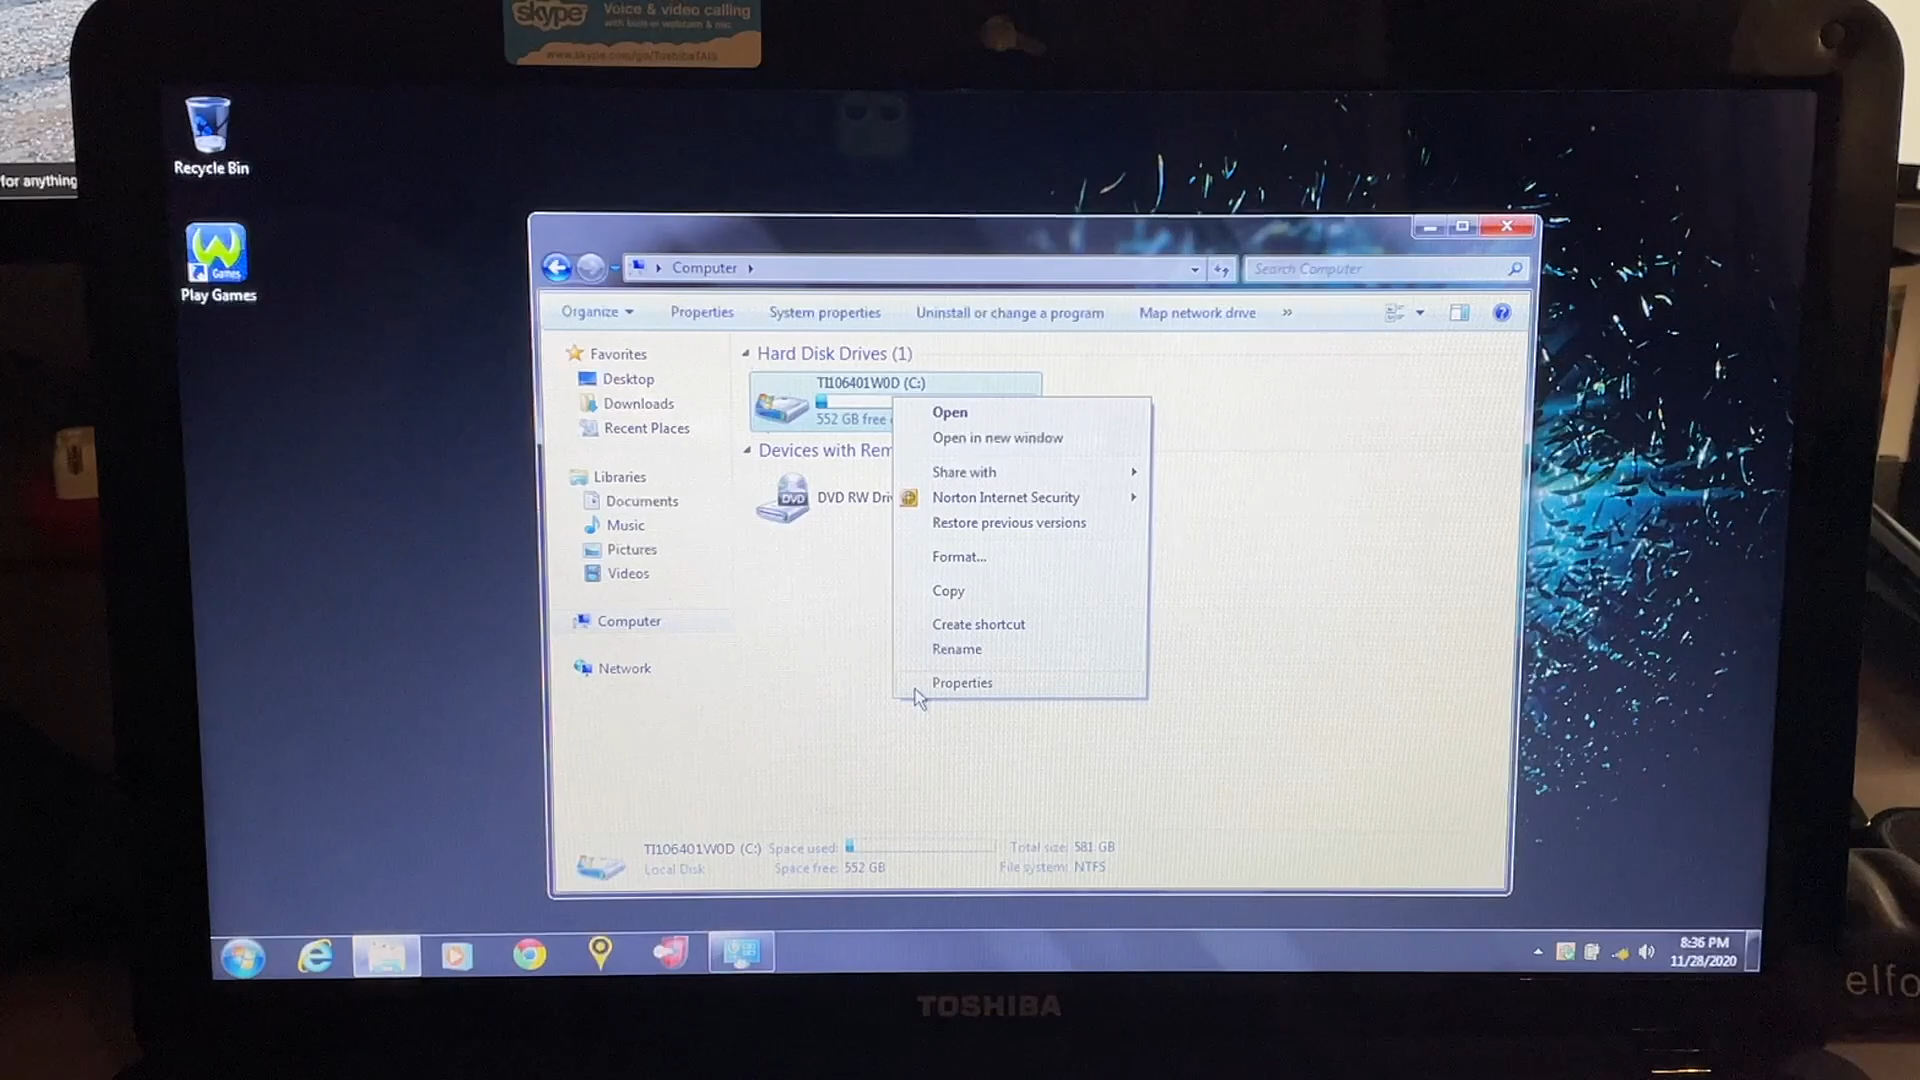 skype
Voice & video calling
with built-in webcam & mic
www.skype.com/go/ToshibaTAIS
for anything
Recycle Bin
Games
Play Games
Computer
Search Computer
Organize
Properties
System properties
Uninstall or change a program
Map network drive
»
Favorites
Desktop
Downloads
Recent Places
Libraries
Documents
Music
Pictures
Videos
Computer
Network
Hard Disk Drives (1)
TI106401W0D (C:)
552 GB free
Devices with Rem
DVD
DVD RW Dri
Open
Open in new window
Share with
Norton Internet Security
Restore previous versions
Format...
Copy
Create shortcut
Rename
Properties
TI106401W0D (C:) Space used: Total size: 581 GB
Local Disk Space free: 552 GB File system: NTFS
8:36 PM
11/28/2020
TOSHIBA
elfo